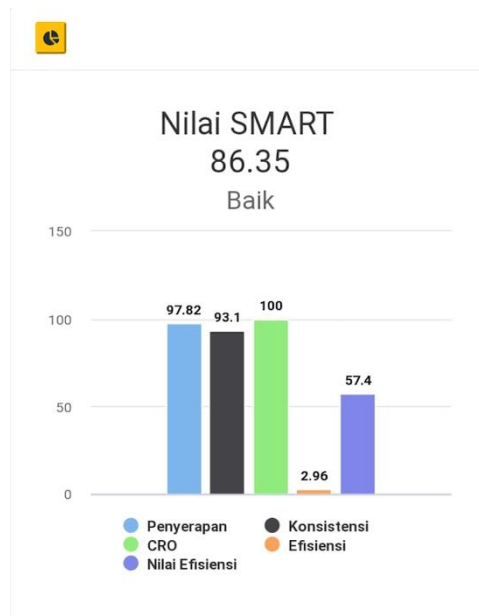 Nilai SMART
86.35
Baik
150
100
50
0
97.82
93.1
100
2.96
57.4
Penyerapan
Konsistensi
CRO
Efisiensi
Nilai Efisiensi